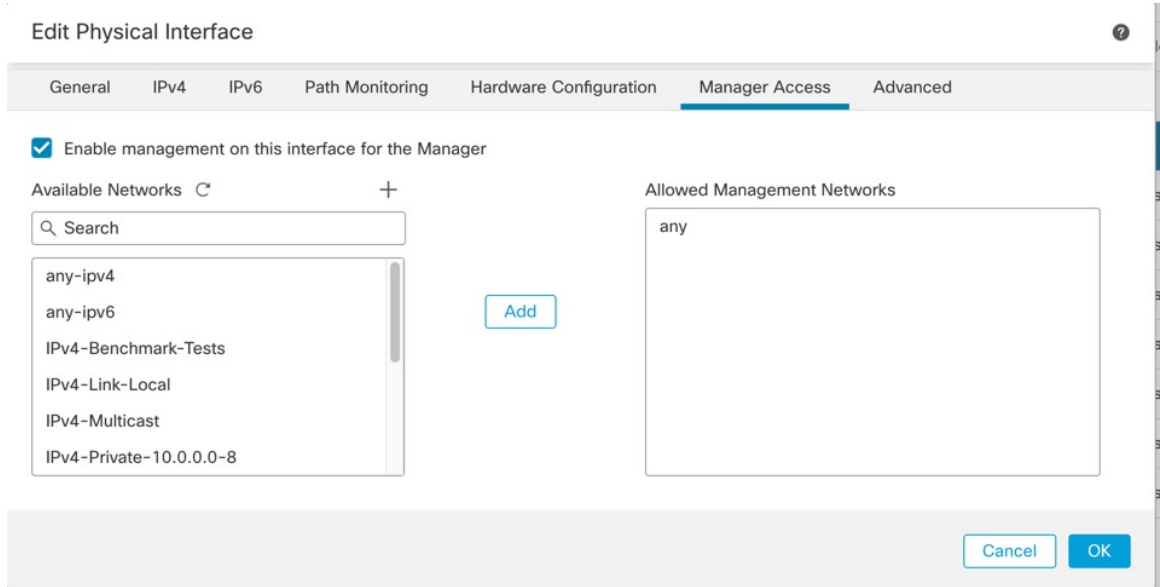 Edit Physical Interface
General IPv4 IPv6 Path Monitoring Hardware Configuration Manager Access Advanced
Enable management on this interface for the Manager
Available Networks
Search
any-ipv4
any-ipv6
IPv4-Benchmark-Tests
IPv4-Link-Local
IPv4-Multicast
IPv4-Private-10.0.0.0-8
Add
Allowed Management Networks
any
Cancel OK